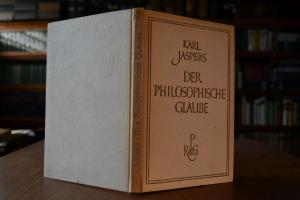 KARL
JASPERS
DER
PHILOSOPHISCHE
GLAUBE